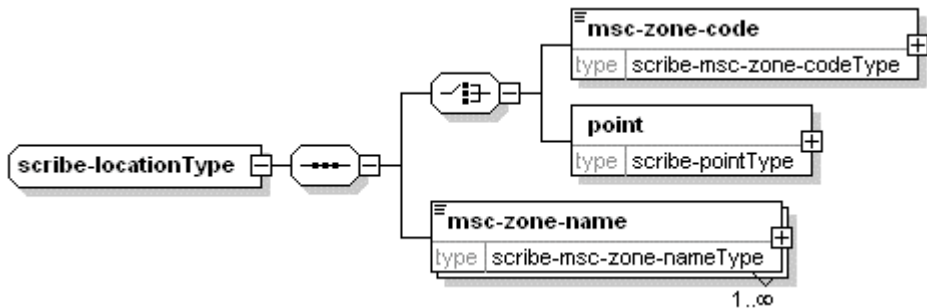 msc-zone-code
type scribe-msc-zone-codeType
point
type scribe-pointType
scribe-locationType
msc-zone-name
type scribe-msc-zone-nameType
1..∞